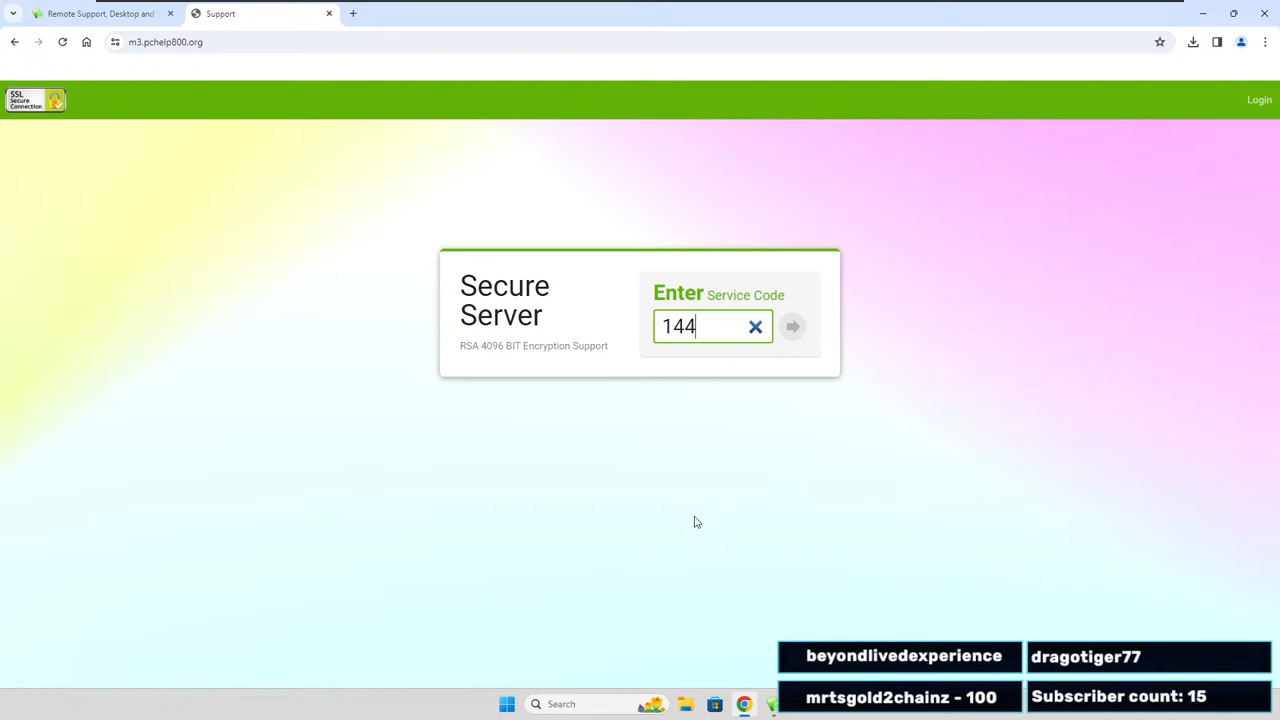 Remote Support, Desktop and
Support
m3.pchelp800.org
SSL
Secure
Connection
Login
Secure
Server
RSA 4096 BIT Encryption Support
Enter Service Code
144
beyondlivedexperience
dragotiger77
Search
mrtsgold2chainz - 100
Subscriber count: 15